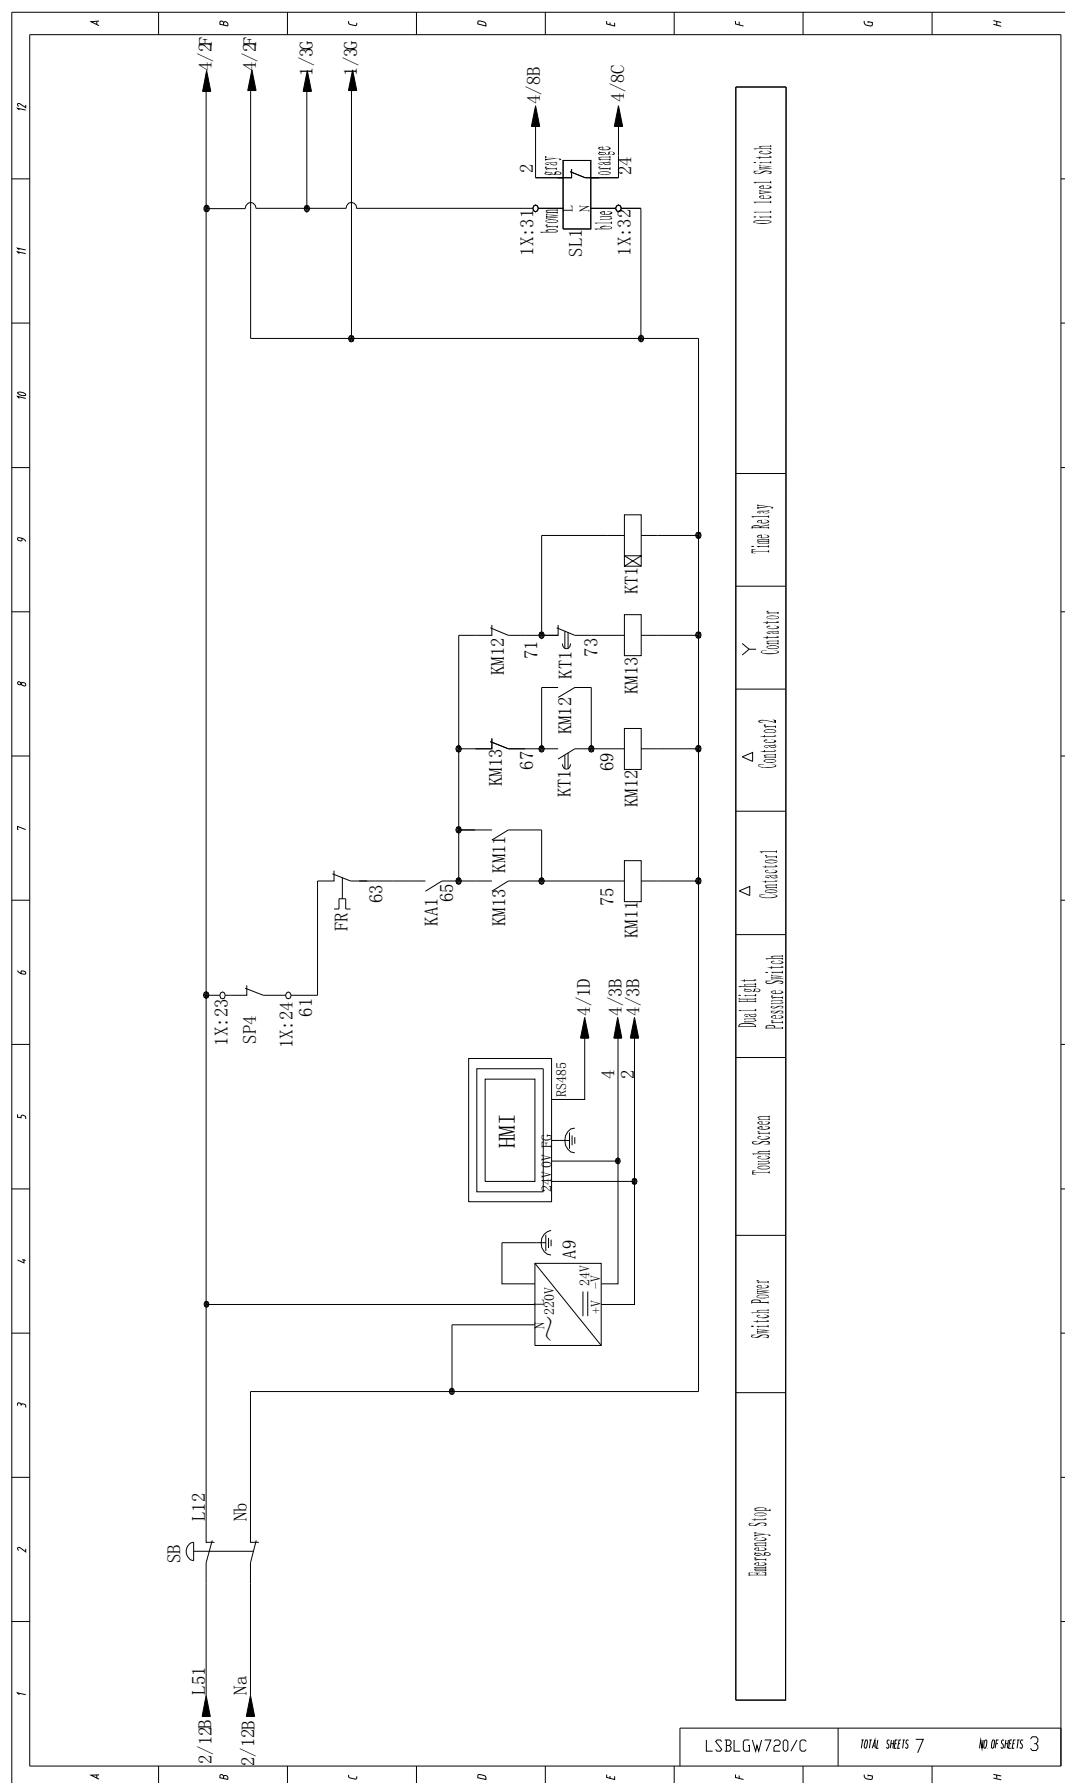 A B C D E F G H
1 2 3 4 5 6 7 8 9 10 11 12
2/12B L51
2/12B Na
SB
L12
Nb
N
220V
24V
+V -V
A9
HMI
24V 0V FG
RS485
4
2
4/1D
4/3B
4/3B
1X:23
SP4
1X:24
61
FR
63
KA1
65
KM13
KM11
75
KM11
KM13
67
KT1
KM12
69
KM12
KM12
71
KT1
73
KM13
KT1
4/2F
4/2F
1/3G
1/3G
1X:31
brown
SL1
L
N
blue
1X:32
2
gray
orange
24
4/8B
4/8C
Emergency Stop
Switch Power
Touch Screen
Dual Hight
Pressure Switch
Δ
Contactor1
Δ
Contactor2
Y
Contactor
Time Relay
Oil level Switch
LSBLGW720/C
TOTAL SHEETS 7
NO OF SHEETS 3
A B C D E F G H